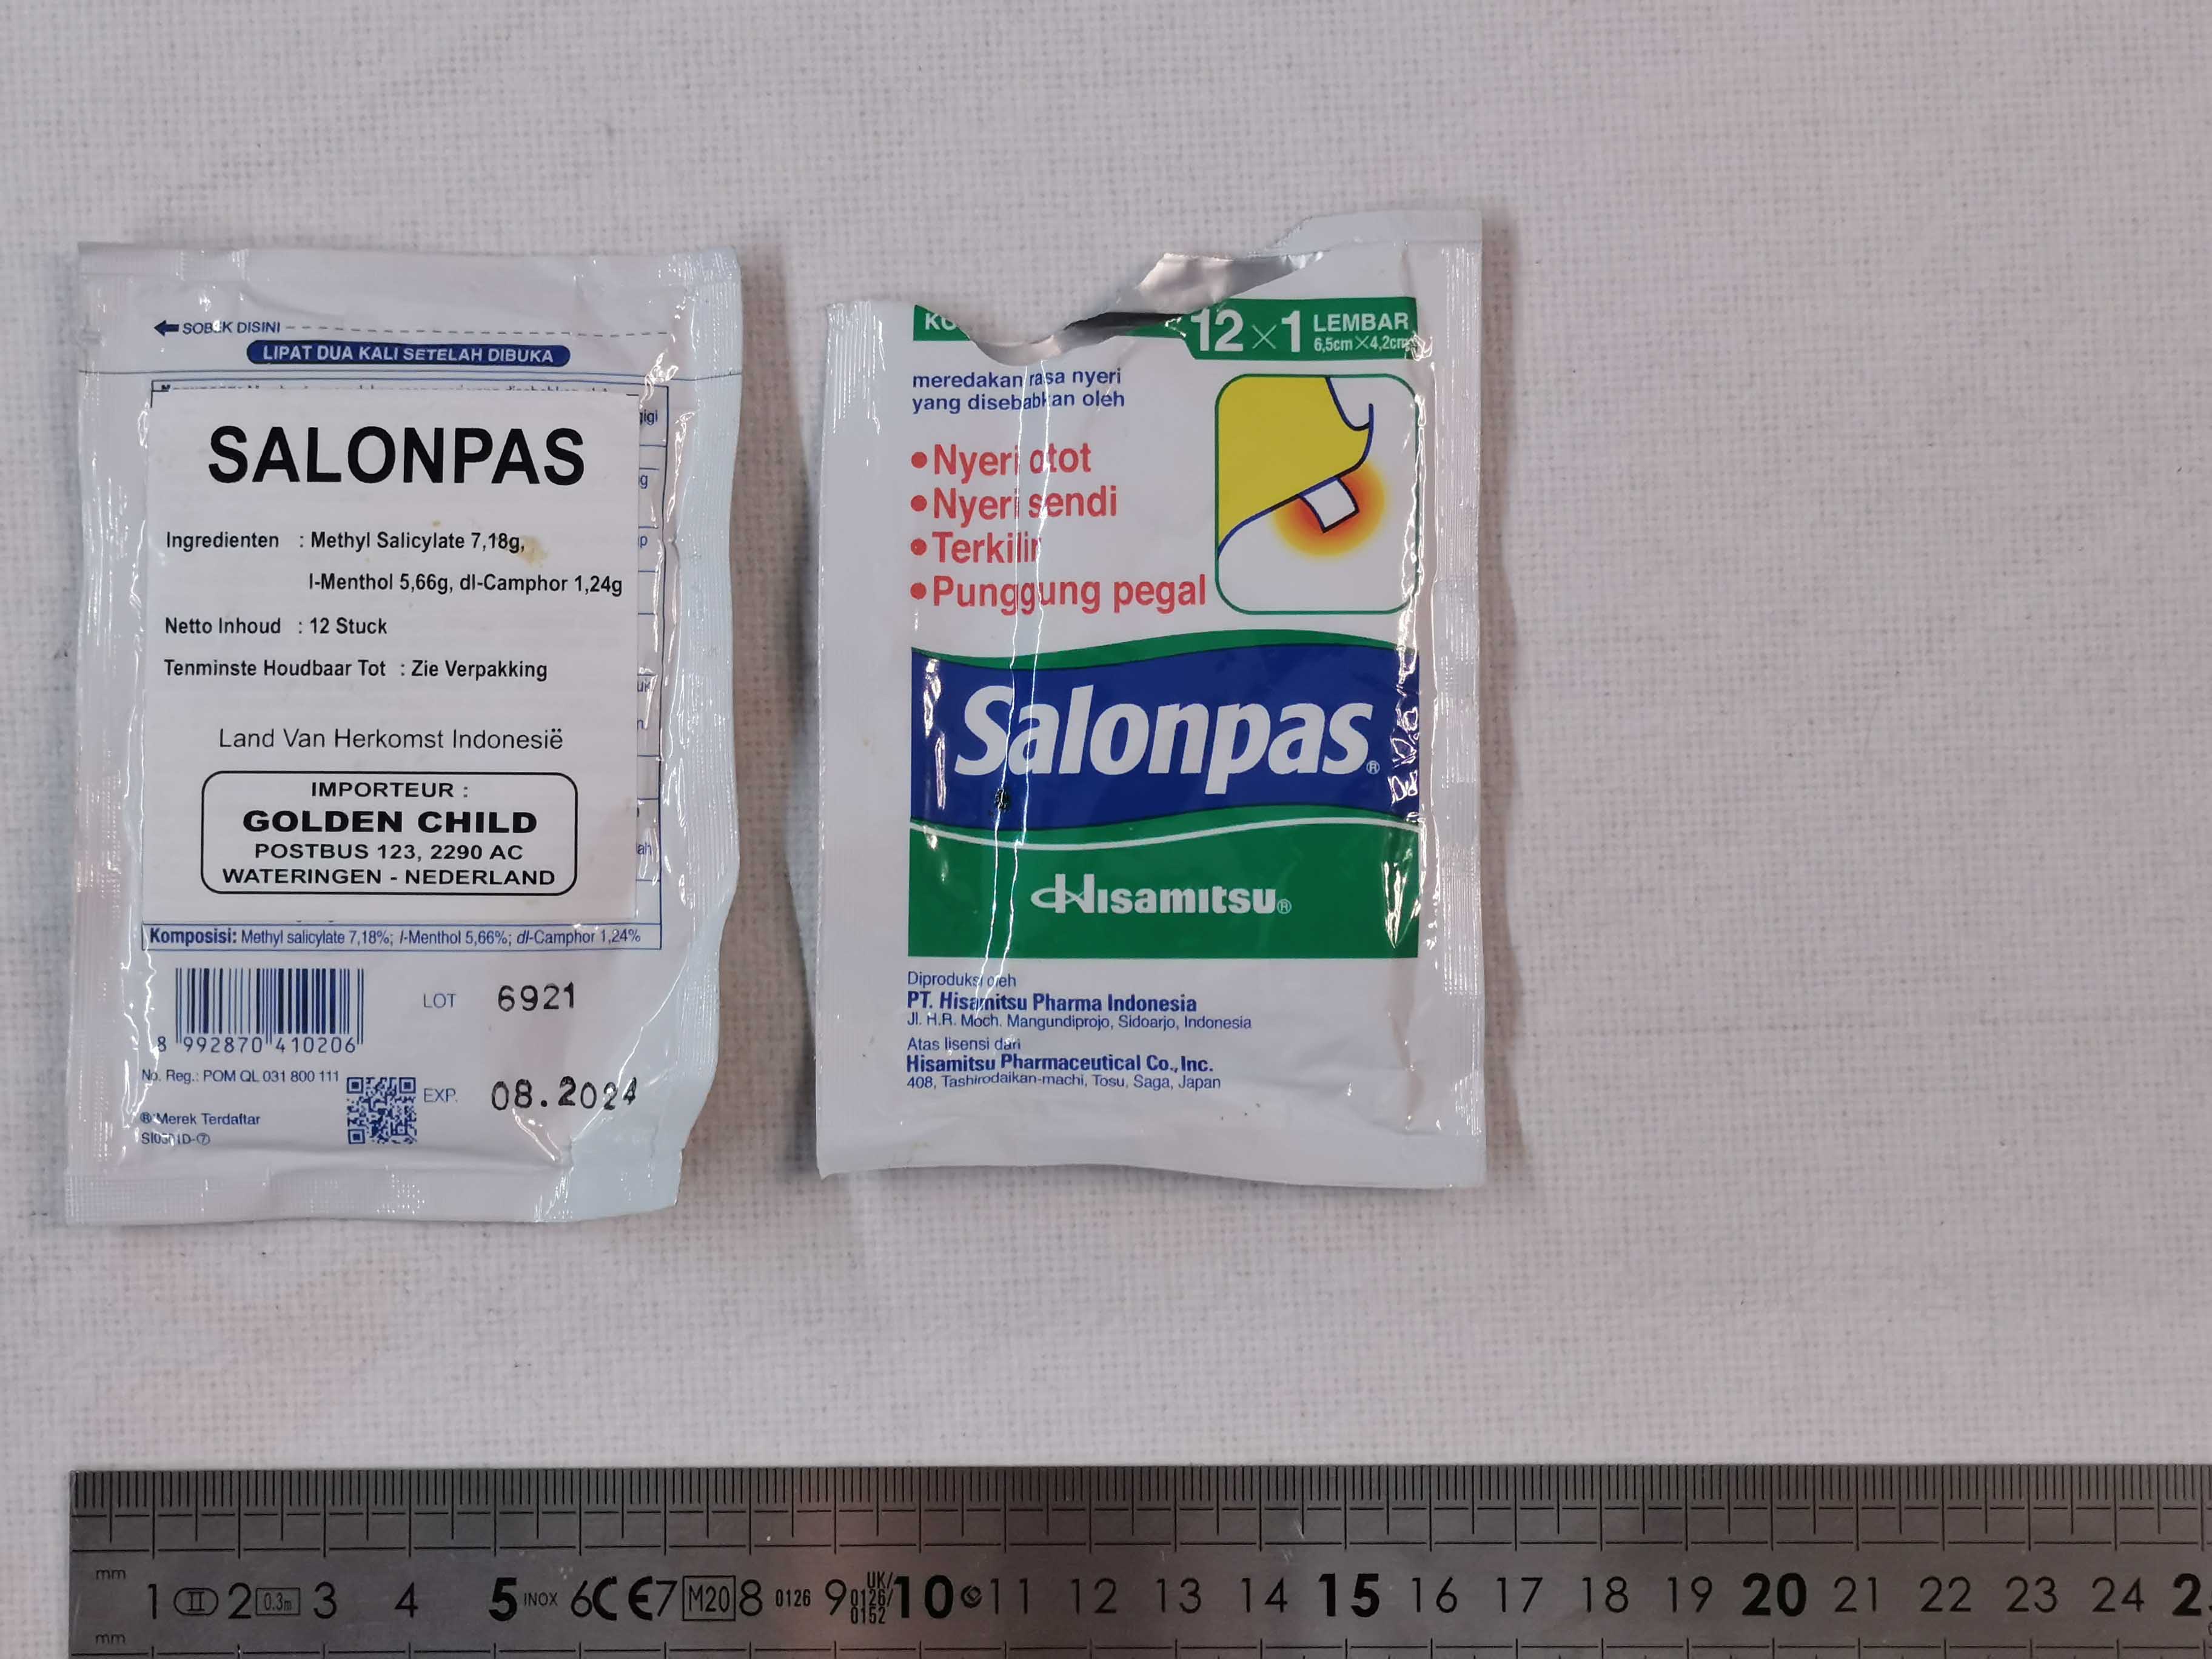 SOBEK DISINI
LIPAT DUA KALI SETELAH DIBUKA
SALONPAS
Ingredienten : Methyl Salicylate 7,18g,
l-Menthol 5,66g, dl-Camphor 1,24g
Netto Inhoud : 12 Stuck
Tenminste Houdbaar Tot : Zie Verpakking
Land Van Herkomst Indonesië
IMPORTEUR :
GOLDEN CHILD
POSTBUS 123, 2290 AC
WATERINGEN - NEDERLAND
Komposisi: Methyl salicylate 7,18%; l-Menthol 5,66%; dl-Camphor 1,24%
8 992870 410206
LOT 6921
No. Reg.: POM QL 031 800 111
EXP. 08.2024
® Merek Terdaftar
12×1 LEMBAR
6,5cm×4,2cm
meredakan rasa nyeri
yang disebabkan oleh
•Nyeri otot
•Nyeri sendi
•Terkilir
•Punggung pegal
Salonpas®
Hisamitsu®
Diproduksi oleh
PT. Hisamitsu Pharma Indonesia
Jl. H.R. Moch. Mangundiprojo, Sidoarjo, Indonesia
Atas lisensi dari
Hisamitsu Pharmaceutical Co., Inc.
408, Tashirodaikan-machi, Tosu, Saga, Japan
mm
1 II 2 0.3m 3 4 5 INOX 6 CE 7 M20 8 0126 9 UK/ 0126/ 0152 10 11 12 13 14 15 16 17 18 19 20 21 22 23 24
mm